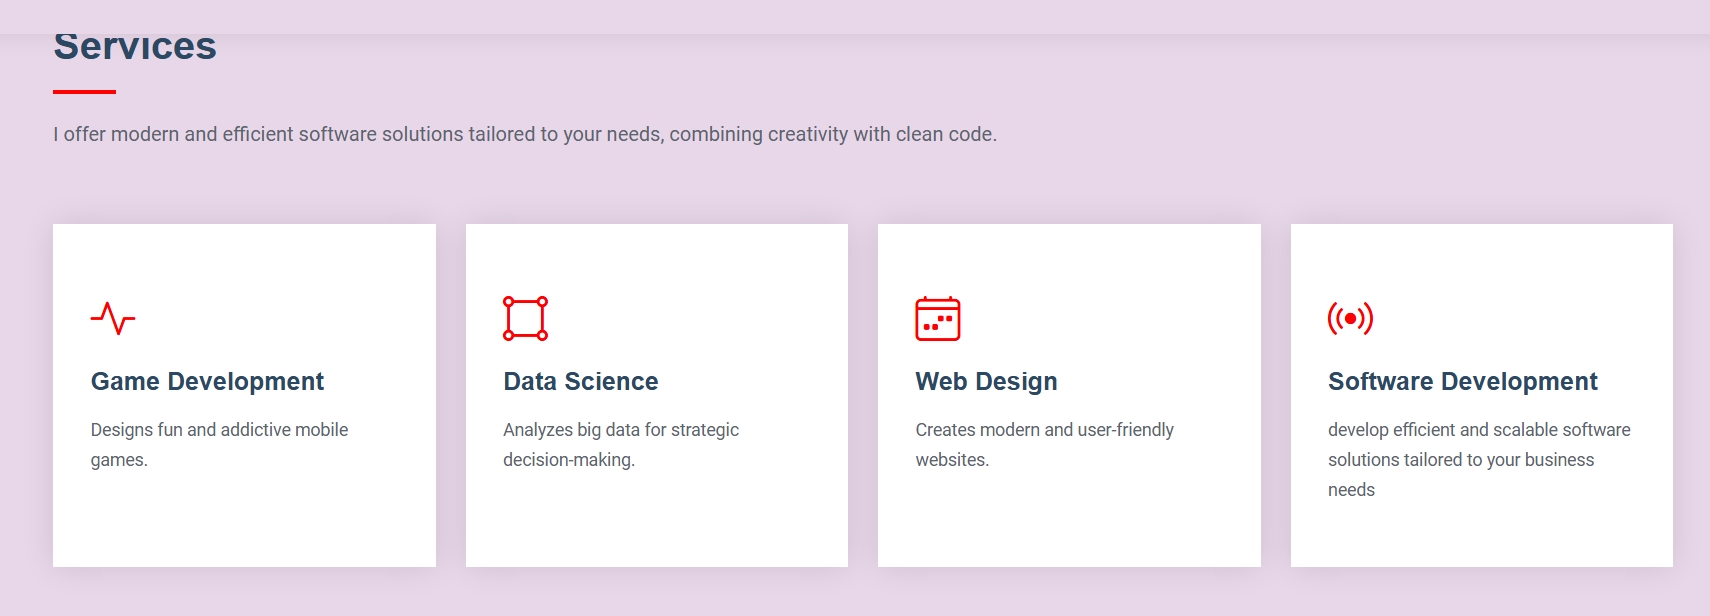 Services
I offer modern and efficient software solutions tailored to your needs, combining creativity with clean code.
Game Development
Designs fun and addictive mobile
games.
Data Science
Analyzes big data for strategic
decision-making.
Web Design
Creates modern and user-friendly
websites.
Software Development
develop efficient and scalable software
solutions tailored to your business
needs